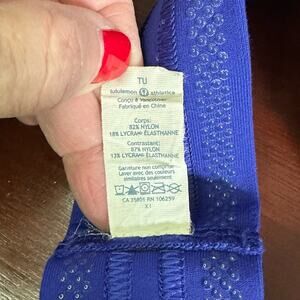 TU
lululemon athletica
Conçu à Vancouver
Fabriqué en Chine
Corps:
82% NYLON
18% LYCRA® ÉLASTHANNE
Contrastant:
87% NYLON
13% LYCRA® ÉLASTHANNE
Garniture non comprise
Laver avec des couleurs
similaires seulement
CA 35801 RN 106259